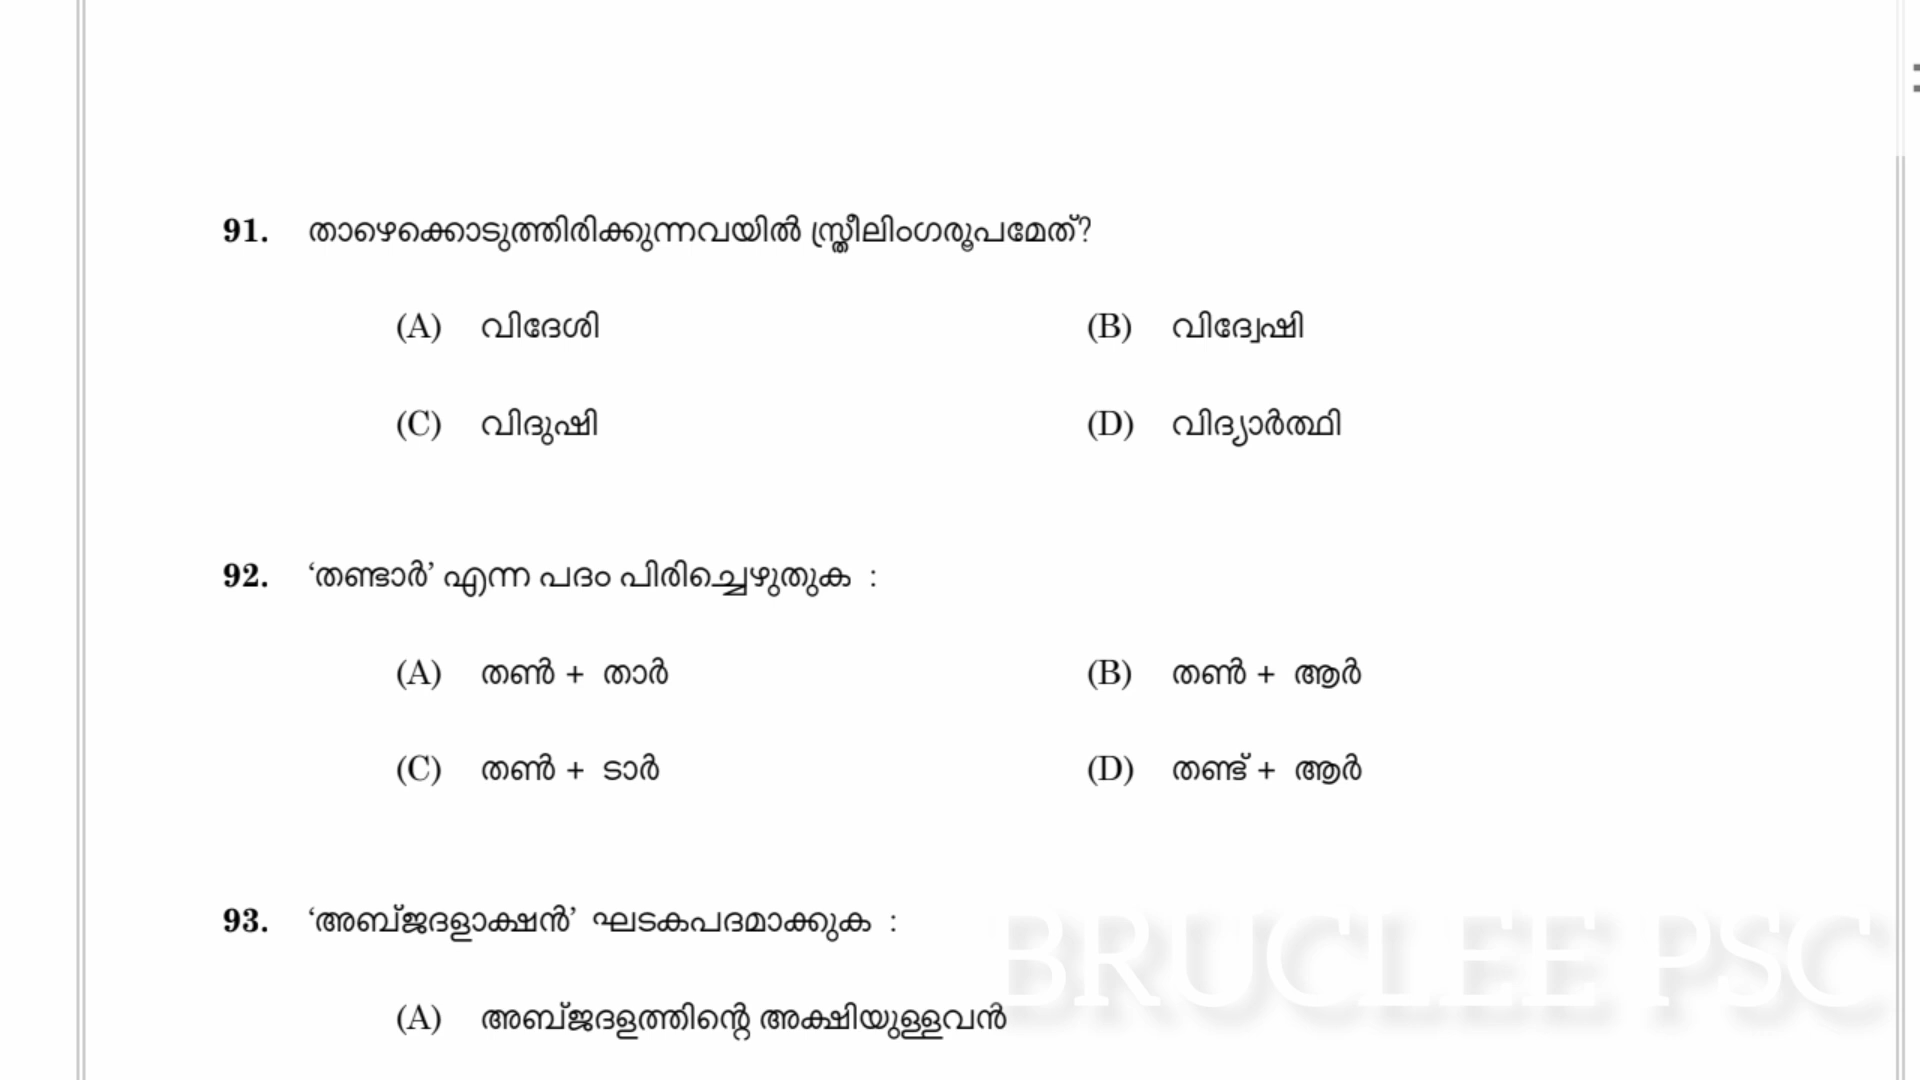 91. താഴെക്കൊടുത്തിരിക്കുന്നവയിൽ സ്ത്രീലിംഗരൂപമേത്?
(A) വിദേശി (B) വിദ്വേഷി
(C) വിദുഷി (D) വിദ്യാർത്ഥി
92. ‘തണ്ടാർ’ എന്ന പദം പിരിച്ചെഴുതുക :
(A) തൺ + താർ (B) തൺ + ആർ
(C) തൺ + ടാർ (D) തണ്ട് + ആർ
93. ‘അബ്ജദളാക്ഷൻ’ ഘടകപദമാക്കുക :
BRUCLEE PSC
(A) അബ്ജദളത്തിന്റെ അക്ഷിയുള്ളവൻ